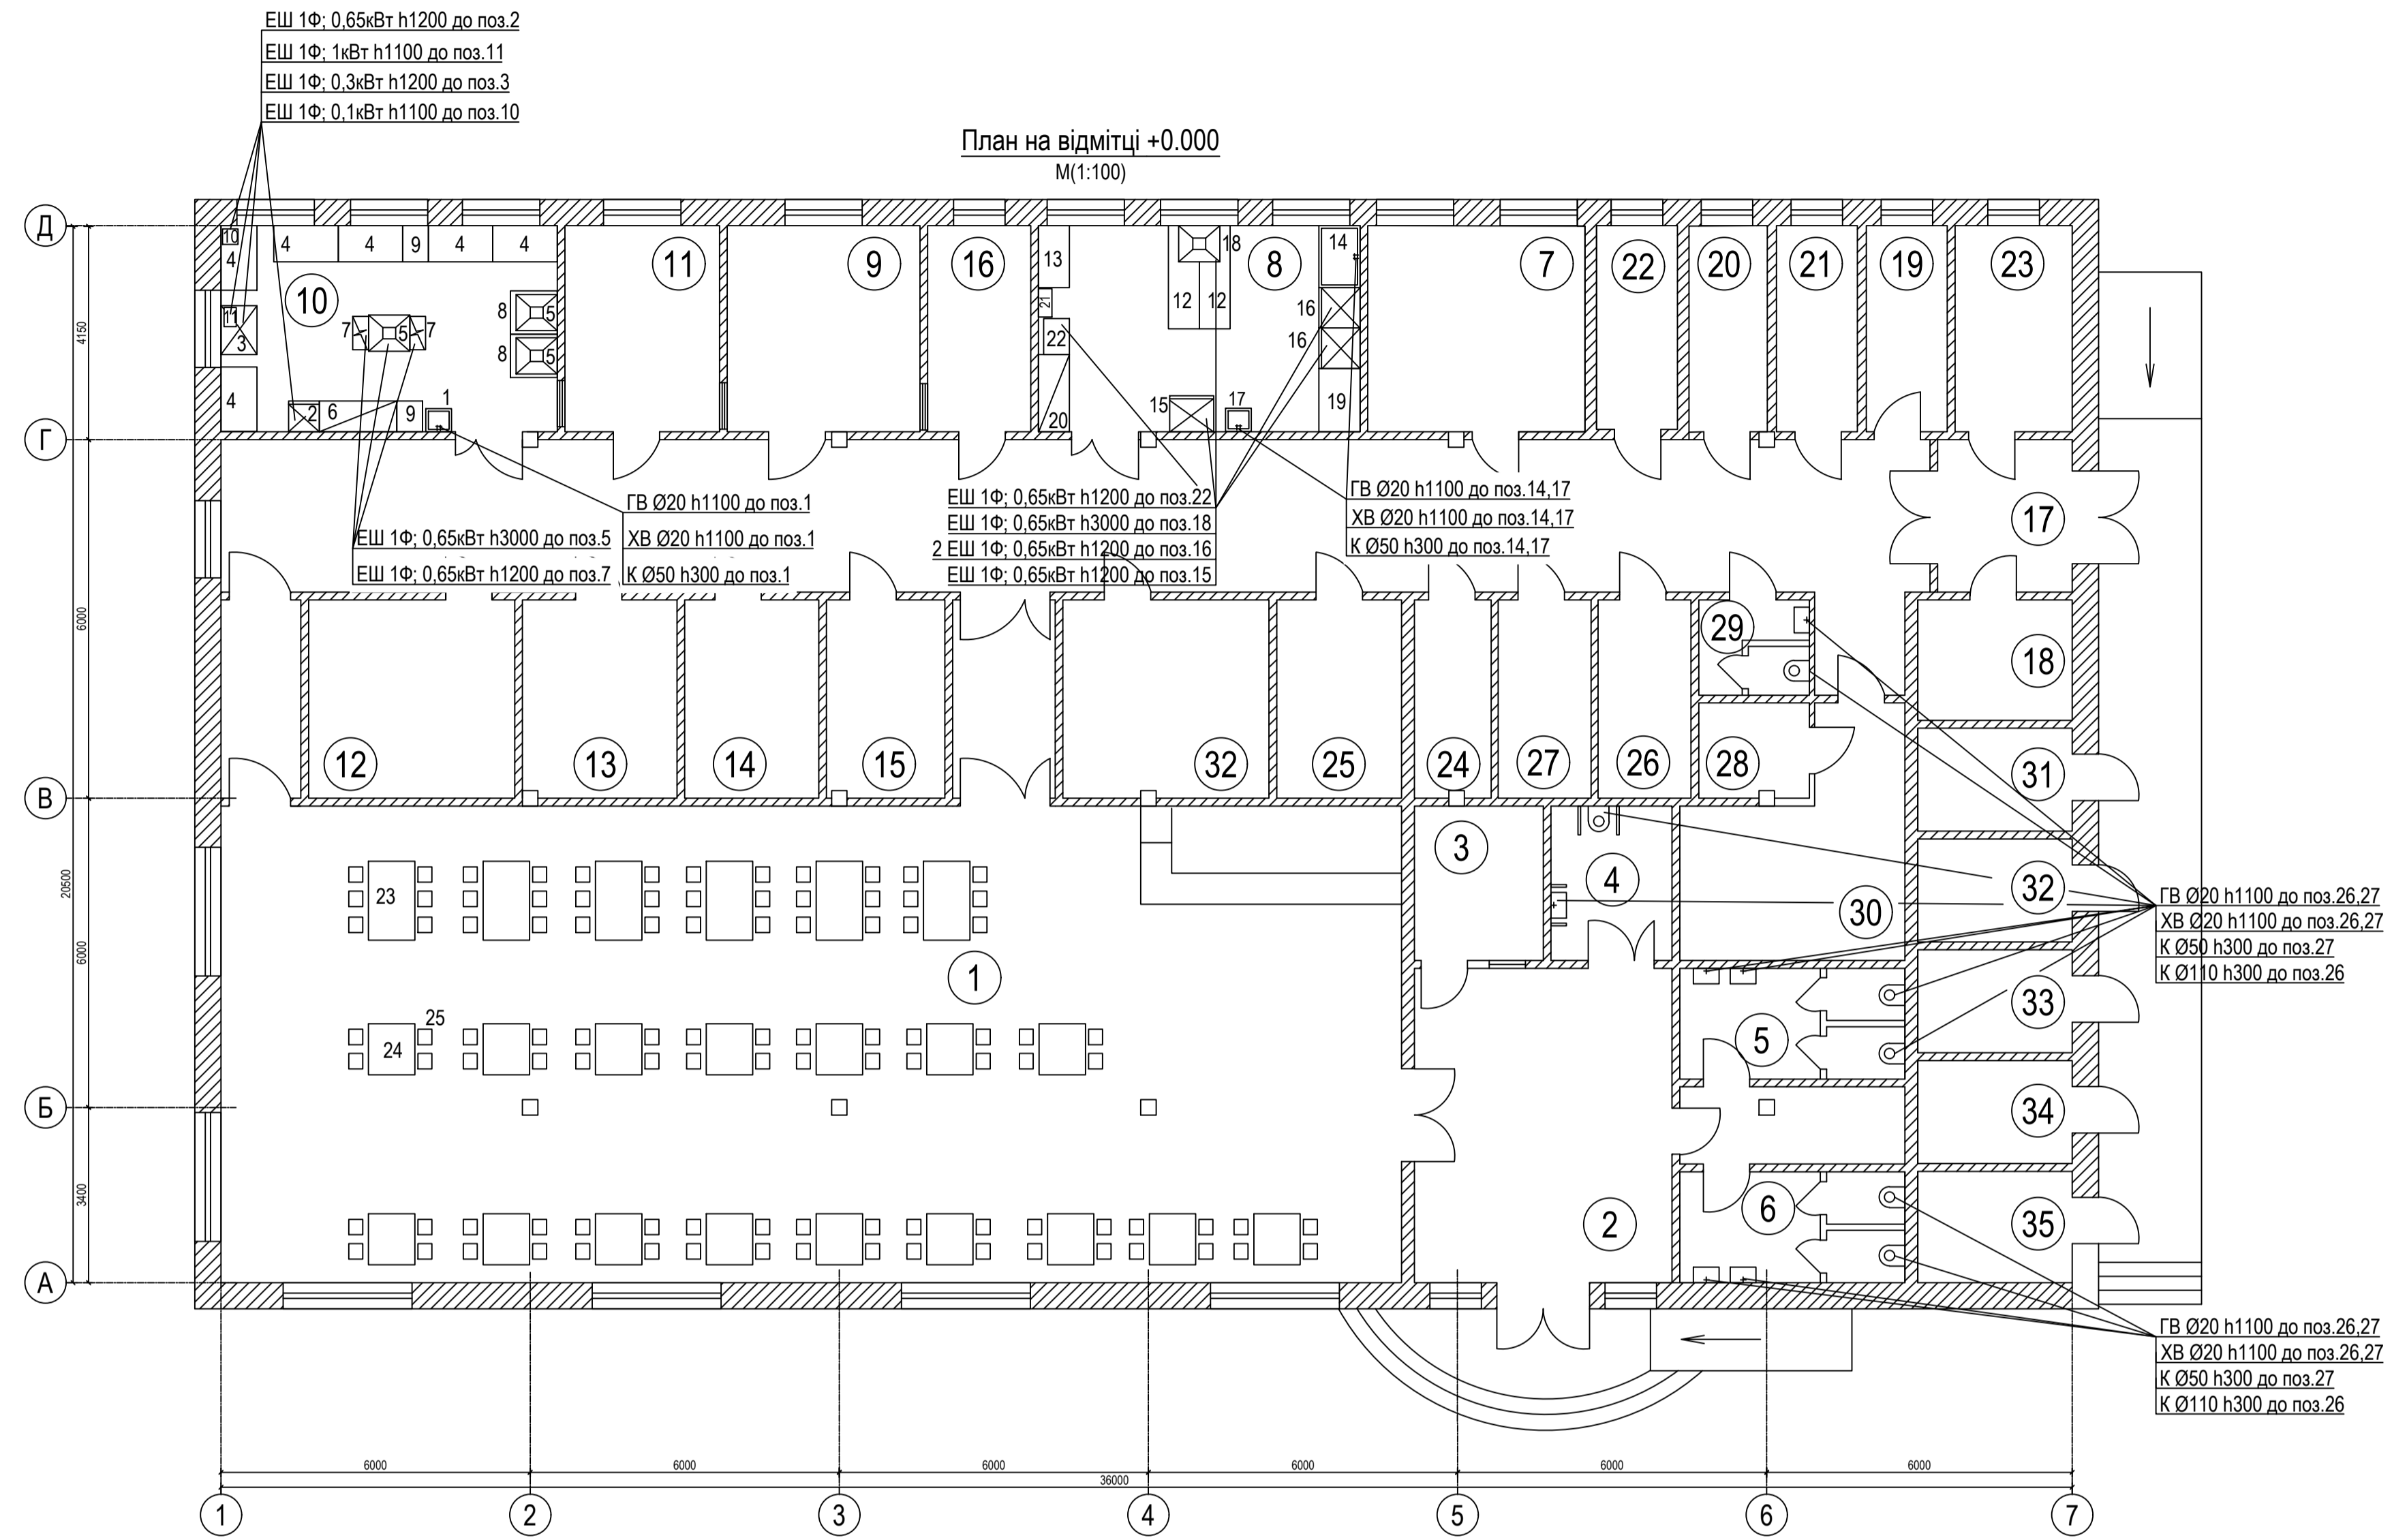 ЕШ 1Ф; 0,65кВт h1200 до поз.2
ЕШ 1Ф; 1кВт h1100 до поз.11
ЕШ 1Ф; 0,3кВт h1200 до поз.3
ЕШ 1Ф; 0,1кВт h1100 до поз.10
План на відмітці +0.000
М(1:100)
Д
10
4
4
4
9
4
4
11
9
16
13
18
8
14
7
22
20
21
19
23
10
11
3
4
7
5
7
8
5
8
5
2
6
9
1
21
22
20
12
12
15
17
16
16
19
4150
Г
ГВ Ø20 h1100 до поз.1
ХВ Ø20 h1100 до поз.1
К Ø50 h300 до поз.1
ЕШ 1Ф; 0,65кВт h3000 до поз.5
ЕШ 1Ф; 0,65кВт h1200 до поз.7
ЕШ 1Ф; 0,65кВт h1200 до поз.22
ЕШ 1Ф; 0,65кВт h3000 до поз.18
2 ЕШ 1Ф; 0,65кВт h1200 до поз.16
ЕШ 1Ф; 0,65кВт h1200 до поз.15
ГВ Ø20 h1100 до поз.14,17
ХВ Ø20 h1100 до поз.14,17
К Ø50 h300 до поз.14,17
17
6000
29
18
12
13
14
15
32
25
24
27
26
28
31
В
20500
6000
23
3
4
30
32
ГВ Ø20 h1100 до поз.26,27
ХВ Ø20 h1100 до поз.26,27
К Ø50 h300 до поз.27
К Ø110 h300 до поз.26
1
25
24
5
33
34
Б
3400
2
6
35
А
ГВ Ø20 h1100 до поз.26,27
ХВ Ø20 h1100 до поз.26,27
К Ø50 h300 до поз.27
К Ø110 h300 до поз.26
6000
6000
6000
6000
6000
6000
36000
1
2
3
4
5
6
7